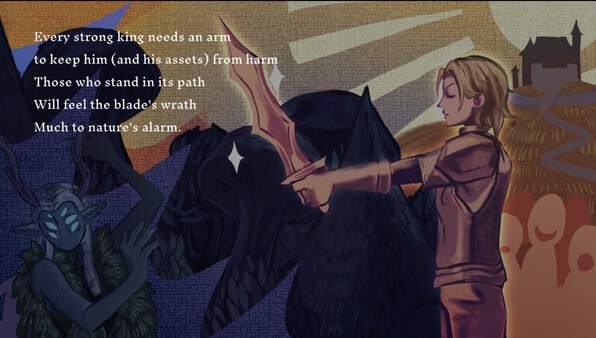 Every strong king needs an arm
to keep him (and his assets) from harm
Those who stand in its path
Will feel the blade's wrath
Much to nature's alarm.